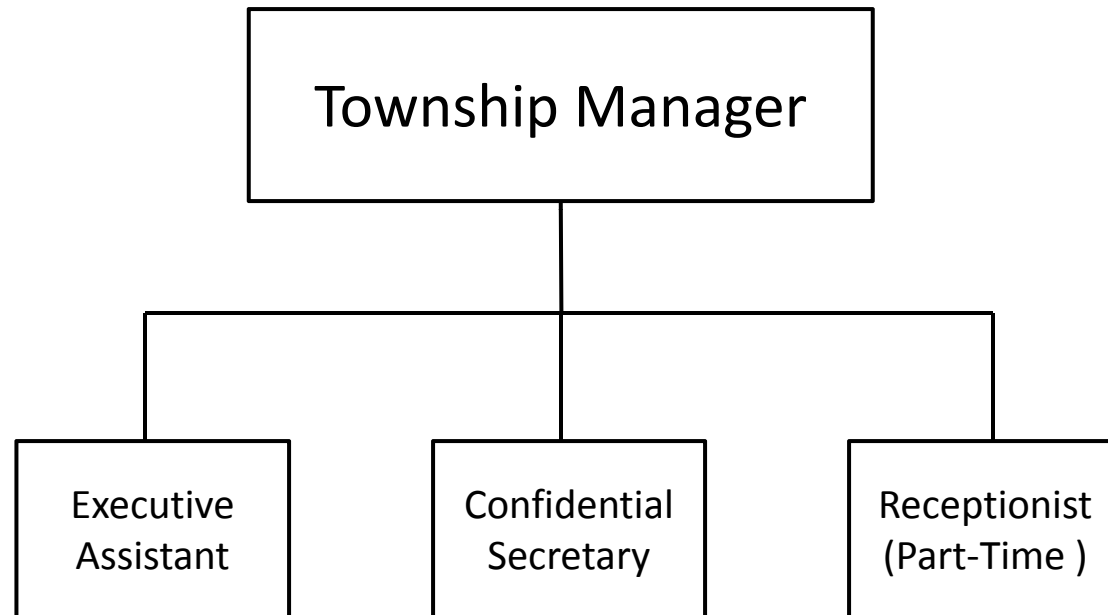 Township Manager
Executive
Assistant
Confidential
Secretary
Receptionist
(Part-Time )